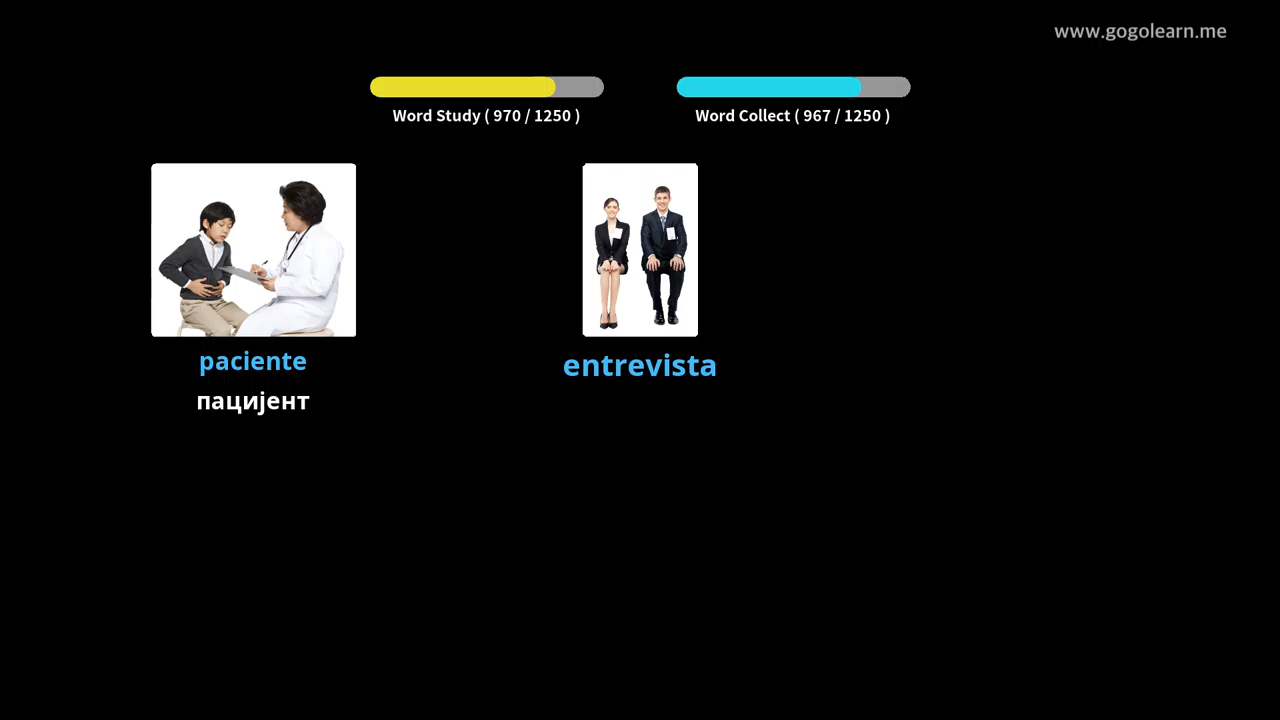 www.gogolearn.me
Word Study ( 970 / 1250 )
Word Collect ( 967 / 1250 )
paciente
пацијент
entrevista